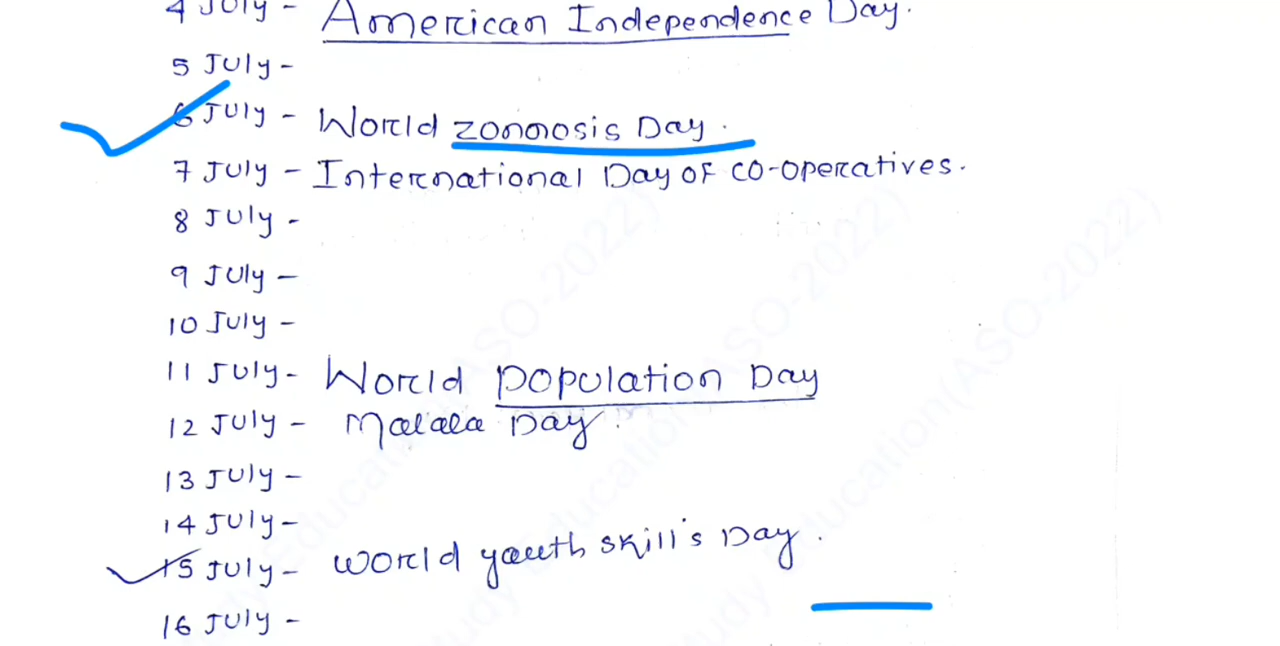 4 July - American Independence Day.
5 July -
6 July - World zonnosis Day.
7 July - International Day of co-operatives.
8 July -
9 July -
10 July -
11 July - World Population Day
12 July - Malala Day.
13 July -
14 July -
15 July - World yauth skill's Day.
16 July -